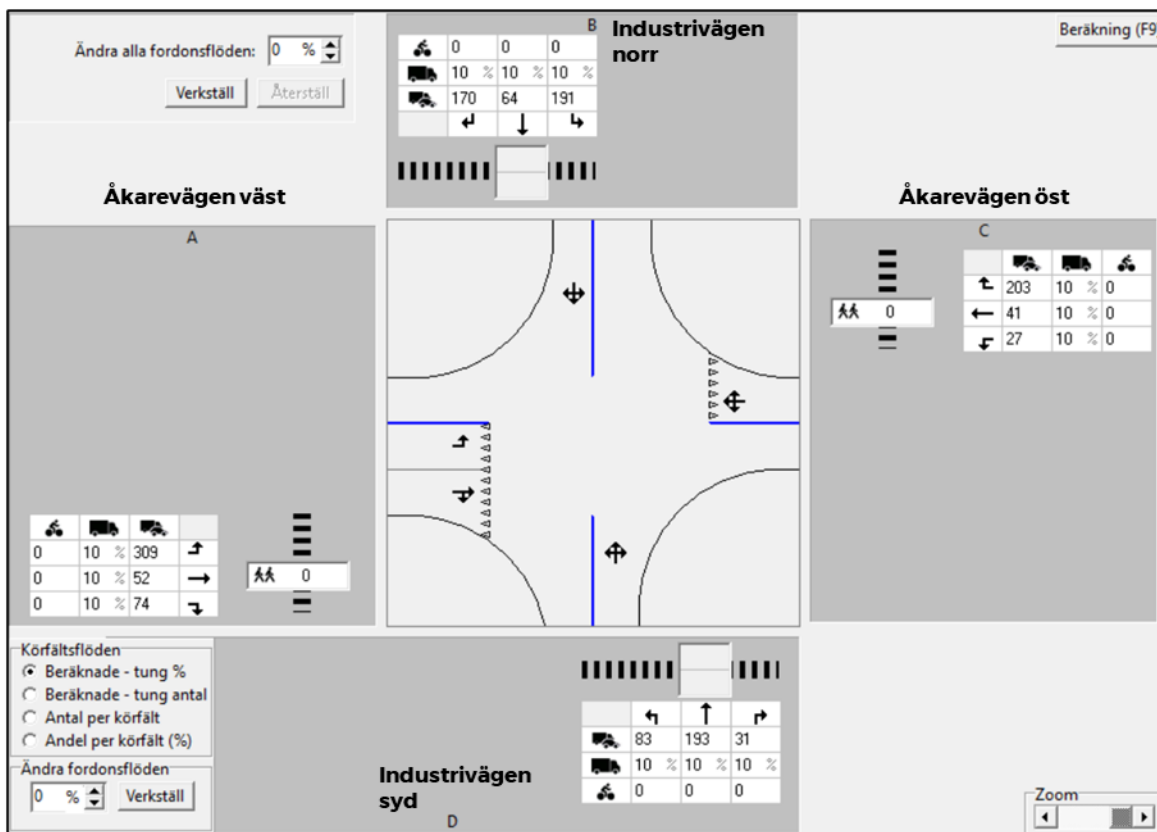 Ändra alla fordonsflöden: 0 %
Verkställ Återställ
B
Industrivägen
norr
0 0 0
10 % 10 % 10 %
170 64 191
Beräkning (F9
Åkarevägen väst
A
Åkarevägen öst
C
203 10 % 0
41 10 % 0
27 10 % 0
0
0 10 % 309
0 10 % 52
0 10 % 74
0
Körfältsflöden
Beräknade - tung %
Beräknade - tung antal
Antal per körfält
Andel per körfält (%)
Ändra fordonsflöden
0 % Verkställ
83 193 31
10 % 10 % 10 %
0 0 0
Industrivägen
syd
D
Zoom